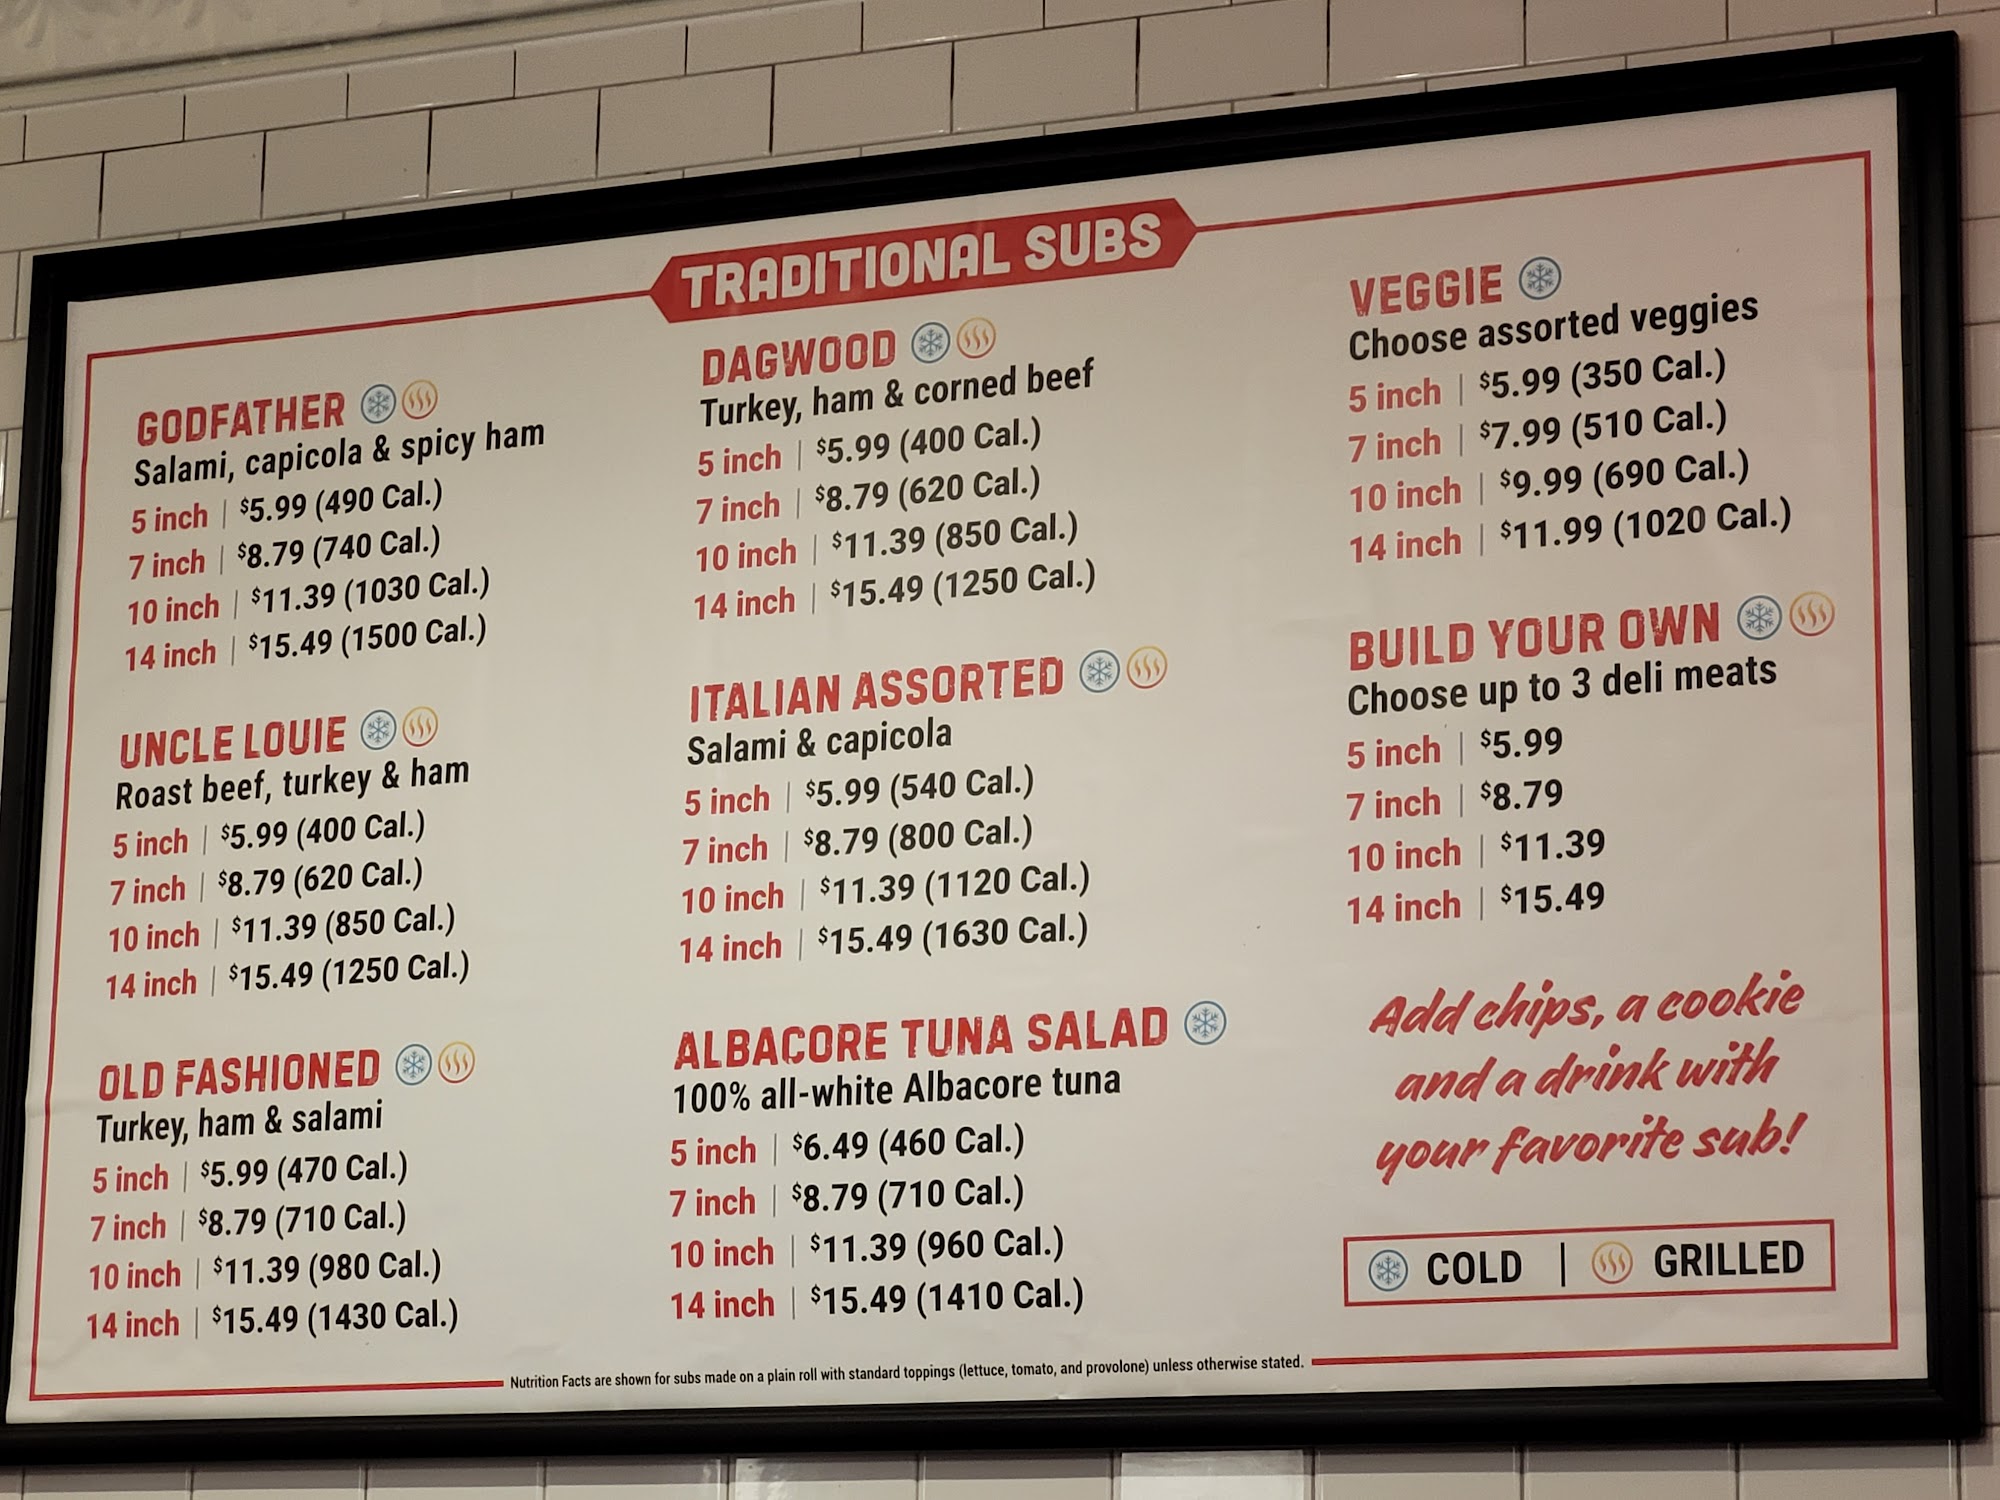 TRADITIONAL SUBS
GODFATHER
Salami, capicola & spicy ham
5 inch | $5.99 (490 Cal.)
7 inch | $8.79 (740 Cal.)
10 inch | $11.39 (1030 Cal.)
14 inch | $15.49 (1500 Cal.)
UNCLE LOUIE
Roast beef, turkey & ham
5 inch | $5.99 (400 Cal.)
7 inch | $8.79 (620 Cal.)
10 inch | $11.39 (850 Cal.)
14 inch | $15.49 (1250 Cal.)
OLD FASHIONED
Turkey, ham & salami
5 inch | $5.99 (470 Cal.)
7 inch | $8.79 (710 Cal.)
10 inch | $11.39 (980 Cal.)
14 inch | $15.49 (1430 Cal.)
DAGWOOD
Turkey, ham & corned beef
5 inch | $5.99 (400 Cal.)
7 inch | $8.79 (620 Cal.)
10 inch | $11.39 (850 Cal.)
14 inch | $15.49 (1250 Cal.)
ITALIAN ASSORTED
Salami & capicola
5 inch | $5.99 (540 Cal.)
7 inch | $8.79 (800 Cal.)
10 inch | $11.39 (1120 Cal.)
14 inch | $15.49 (1630 Cal.)
ALBACORE TUNA SALAD
100% all-white Albacore tuna
5 inch | $6.49 (460 Cal.)
7 inch | $8.79 (710 Cal.)
10 inch | $11.39 (960 Cal.)
14 inch | $15.49 (1410 Cal.)
VEGGIE
Choose assorted veggies
5 inch | $5.99 (350 Cal.)
7 inch | $7.99 (510 Cal.)
10 inch | $9.99 (690 Cal.)
14 inch | $11.99 (1020 Cal.)
BUILD YOUR OWN
Choose up to 3 deli meats
5 inch | $5.99
7 inch | $8.79
10 inch | $11.39
14 inch | $15.49
Add chips, a cookie
and a drink with
your favorite sub!
COLD | GRILLED
Nutrition Facts are shown for subs made on a plain roll with standard toppings (lettuce, tomato, and provolone) unless otherwise stated.